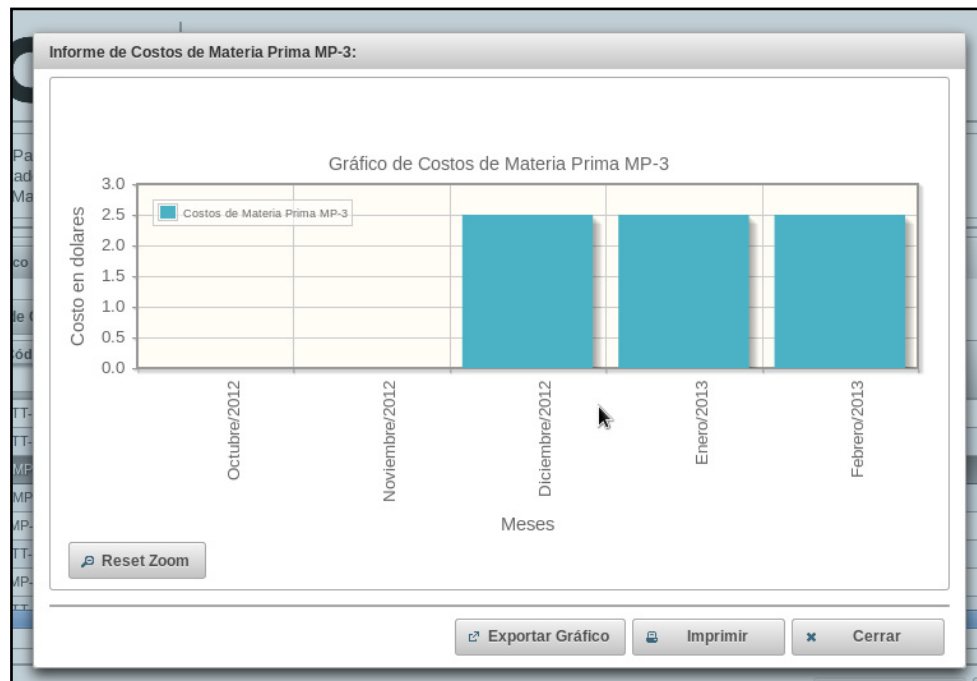 Informe de Costos de Materia Prima MP-3:
Gráfico de Costos de Materia Prima MP-3
Costos de Materia Prima MP-3
Costo en dolares
3.0
2.5
2.0
1.5
1.0
0.5
0.0
Octubre/2012
Noviembre/2012
Diciembre/2012
Enero/2013
Febrero/2013
Meses
Reset Zoom
Exportar Gráfico
Imprimir
Cerrar